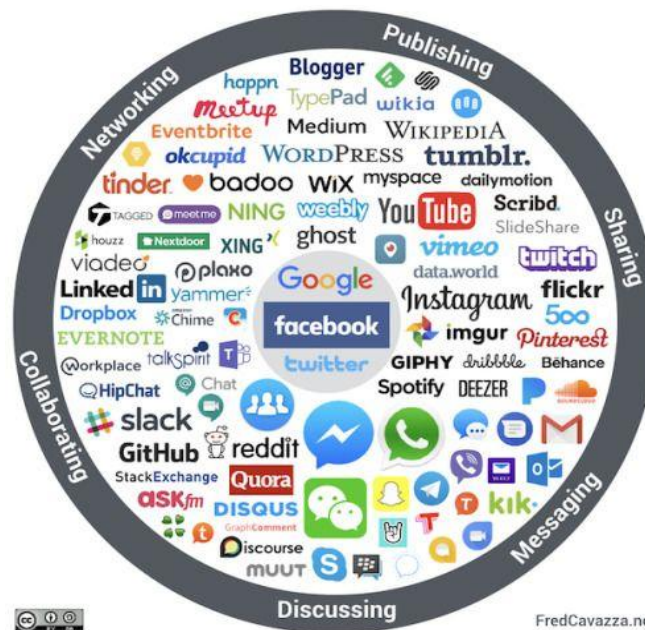 Publishing
Networking
Sharing
Collaborating
Messaging
Discussing
Blogger
happn
TypePad
wikia
meetup
Medium
WIKIPEDIA
Eventbrite
okcupid
WORDPRESS
tumblr.
tinder
badoo
WiX
myspace
dailymotion
TAGGED
meetme
NING
weebly
YouTube
Scribd.
SlideShare
houzz
Nextdoor
XING
ghost
vimeo
twitch
viadeo
plaxo
Google
data.world
LinkedIn
yammer
Instagram
flickr
Dropbox
Chime
facebook
imgur
500
Pinterest
EVERNOTE
talkSpirit
twitter
GIPHY
dribbble
Bēhance
workplace
Spotify
DEEZER
HipChat
Chat
slack
GitHub
reddit
StackExchange
Quora
ASKfm
DISQUS
kik
GraphComment
Discourse
MUUT
FredCavazza.ne